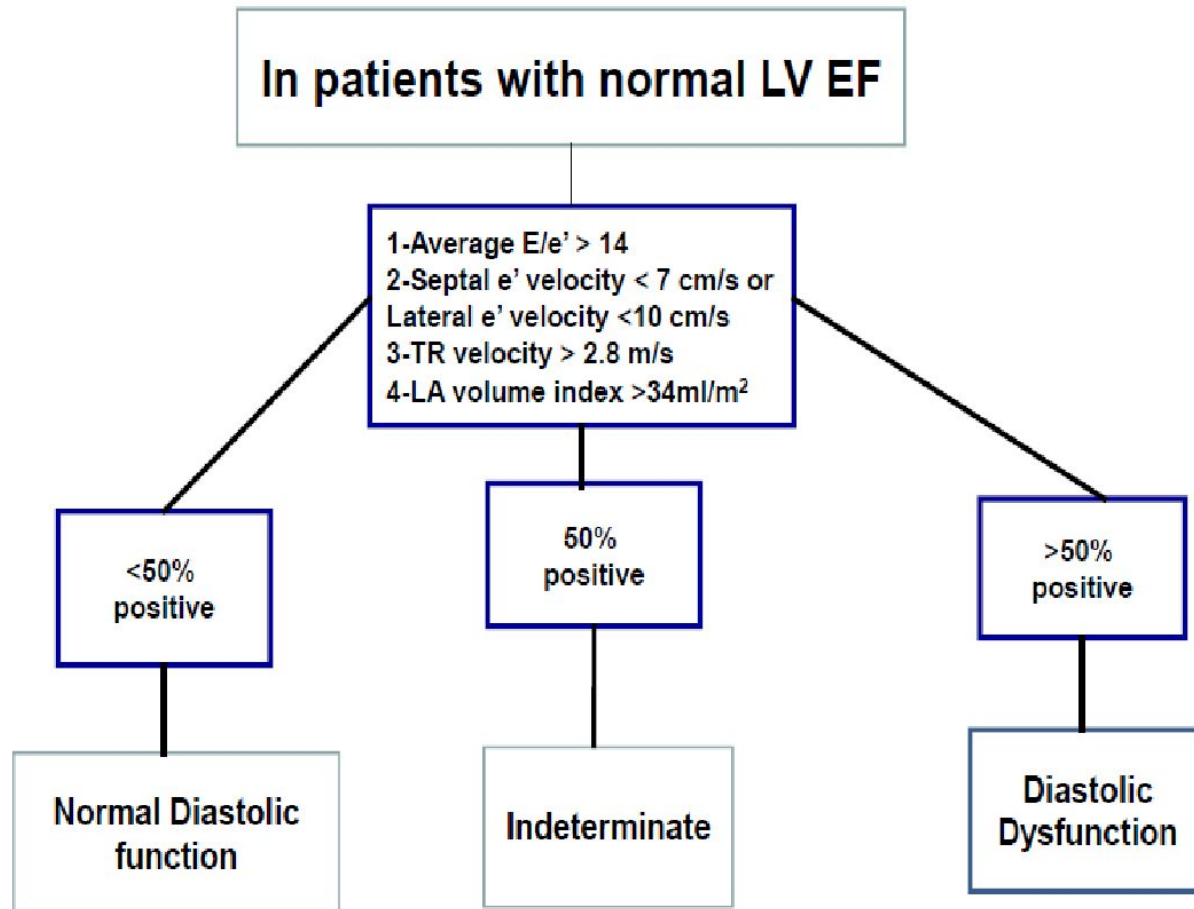 In patients with normal LV EF
1-Average E/e’ > 14
2-Septal e’ velocity < 7 cm/s or
Lateral e’ velocity <10 cm/s
3-TR velocity > 2.8 m/s
4-LA volume index >34ml/m²
<50%
positive
50%
positive
>50%
positive
Normal Diastolic
function
Indeterminate
Diastolic
Dysfunction